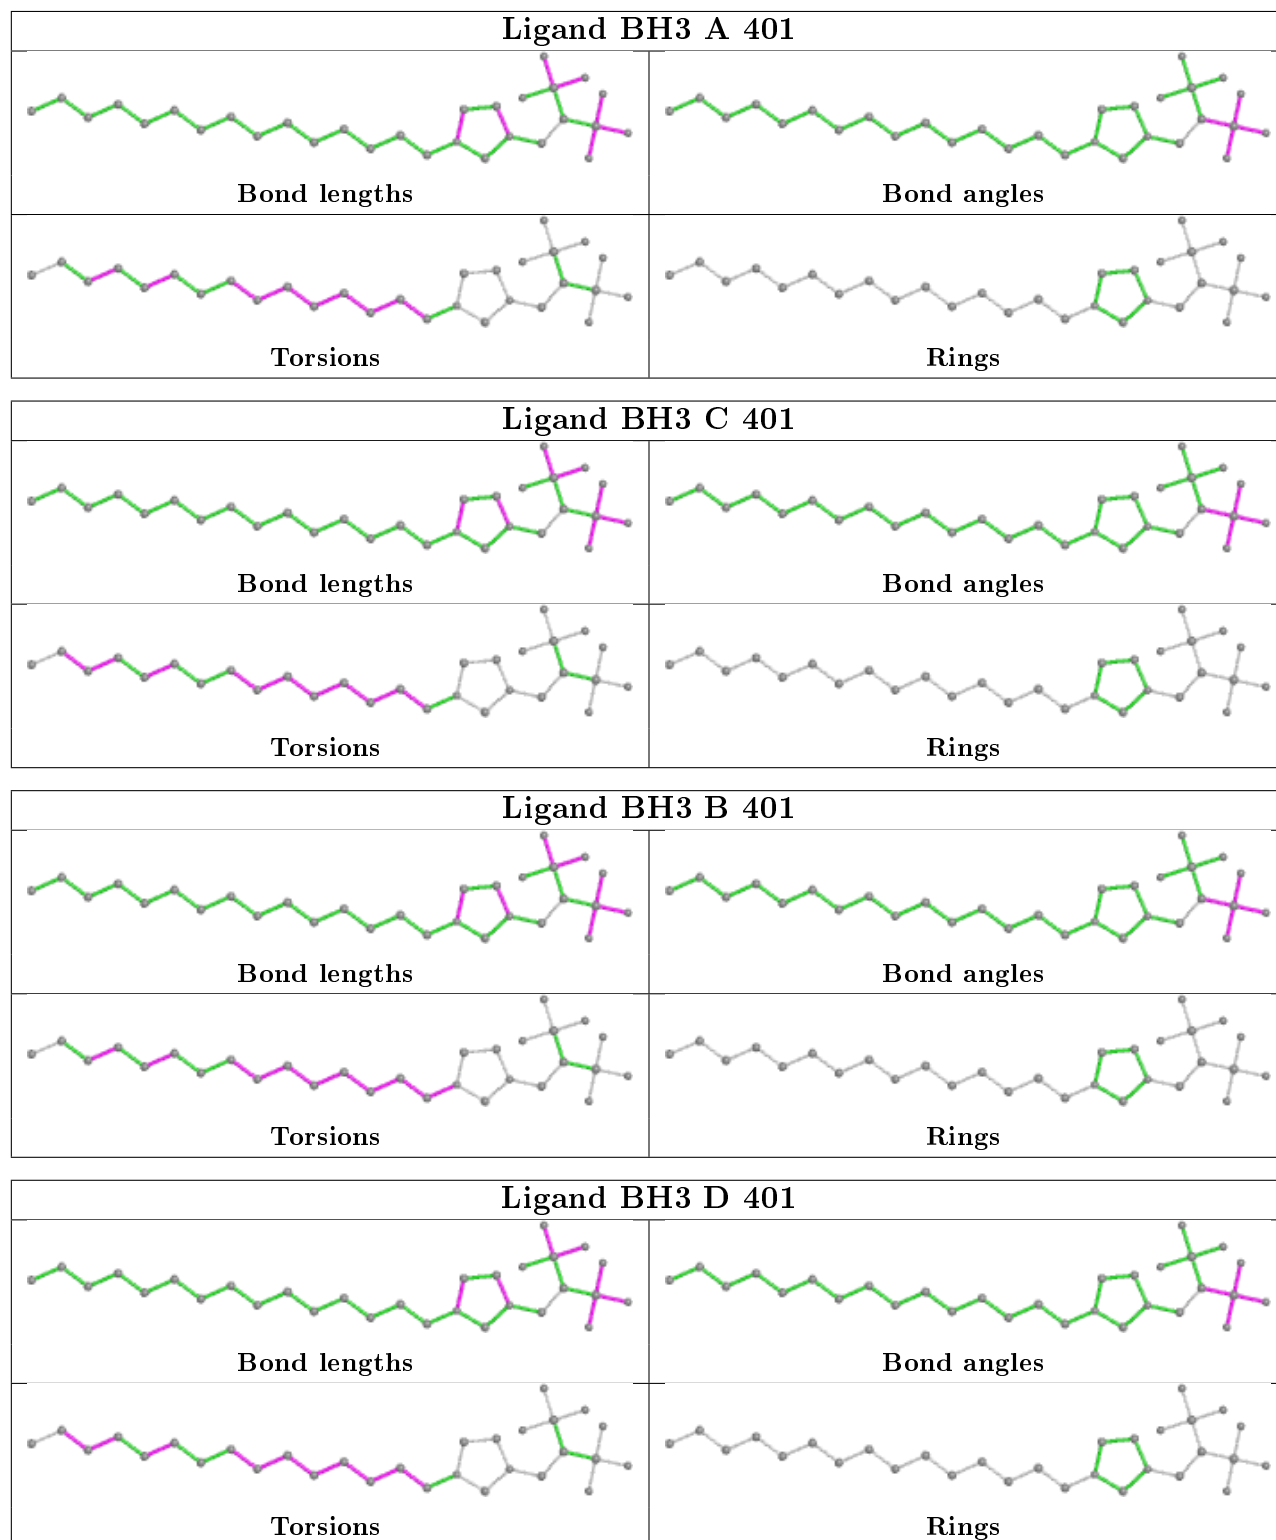 Ligand BH3 A 401
Bond lengths
Bond angles
Torsions
Rings
Ligand BH3 C 401
Bond lengths
Bond angles
Torsions
Rings
Ligand BH3 B 401
Bond lengths
Bond angles
Torsions
Rings
Ligand BH3 D 401
Bond lengths
Bond angles
Torsions
Rings